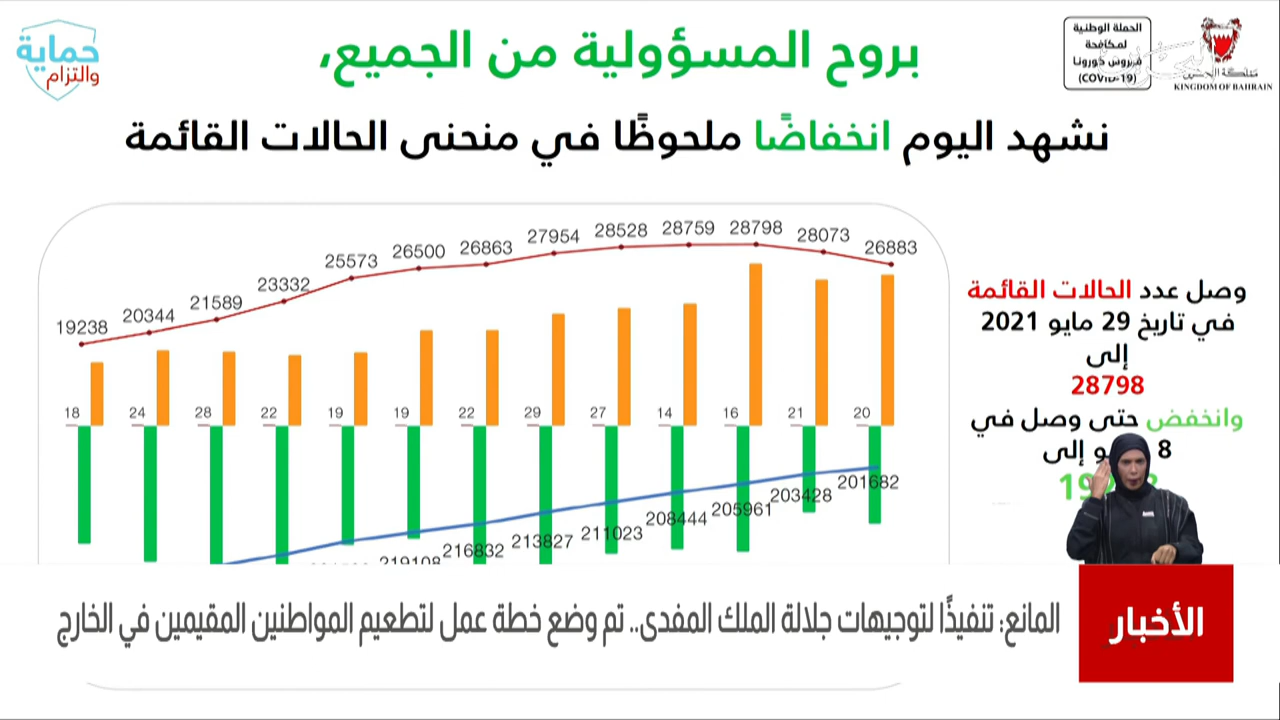 حماية
والتزام
الحملة الوطنية
لمكافحة
فيروس كورونا
(COVID-19)
KINGDOM OF BAHRAIN
بروح المسؤولية من الجميع،
نشهد اليوم انخفاضًا ملحوظًا في منحنى الحالات القائمة
19238 20344 21589 23332 25573 26500 26863 27954 28528 28759 28798 28073 26883
18 24 28 22 19 19 22 29 27 14 16 21 20
219108 216832 213827 211023 208444 205961 203428 201682
وصل عدد الحالات القائمة
في تاريخ 29 مايو 2021
إلى
28798
وانخفض حتى وصل في
8 إلى
المانع: تنفيذًا لتوجيهات جلالة الملك المفدى.. تم وضع خطة عمل لتطعيم المواطنين المقيمين في الخارج
الأخبار